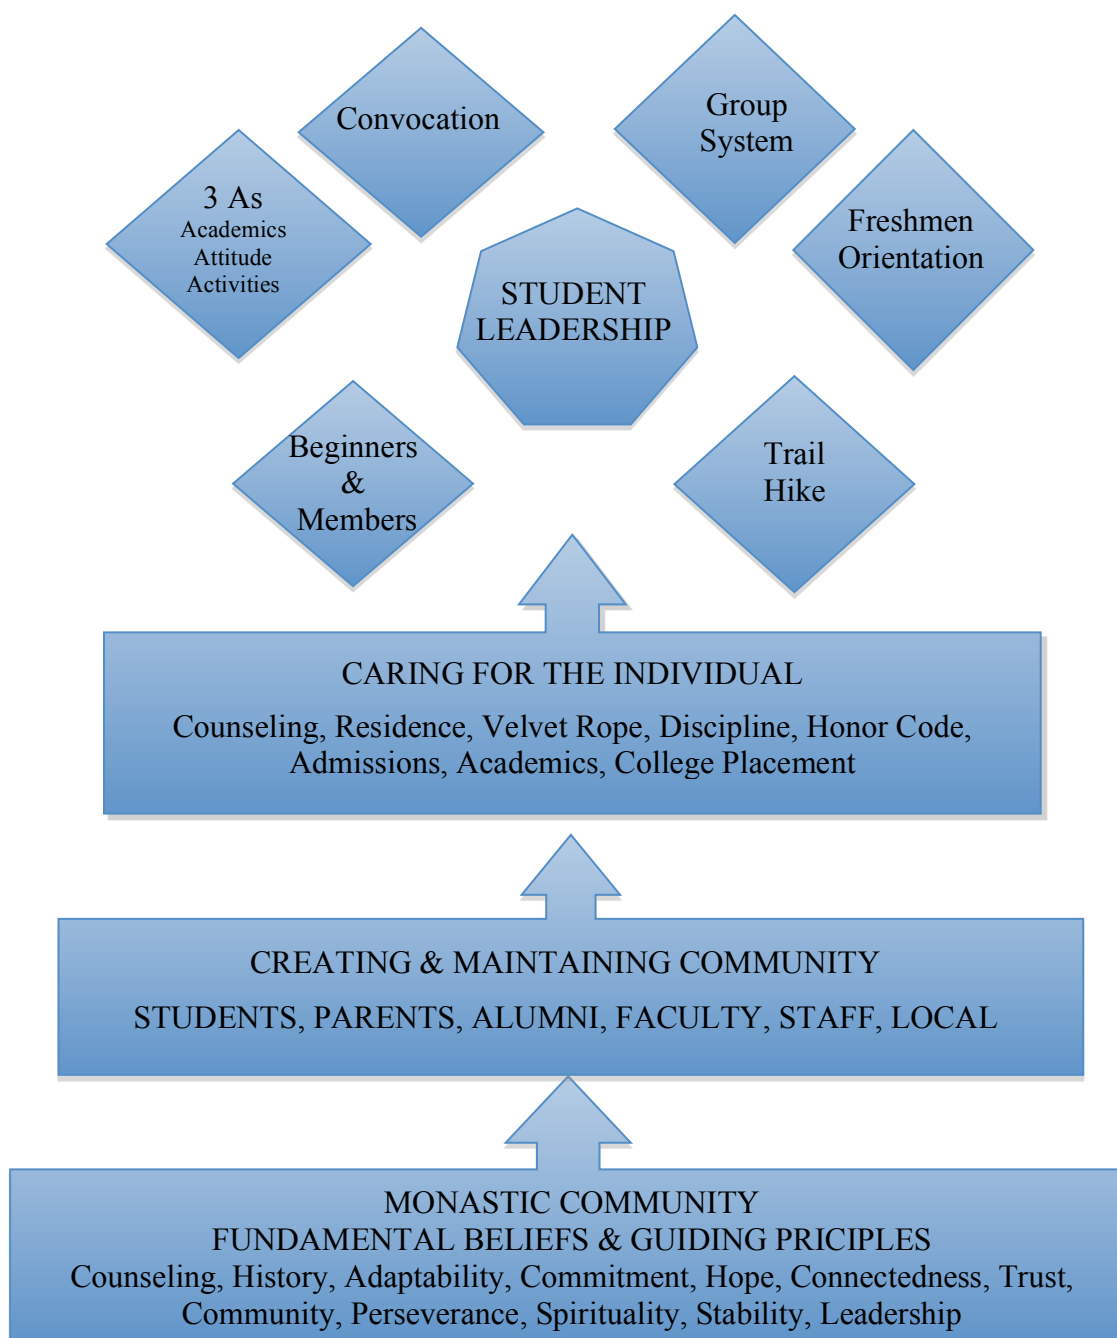 Convocation
Group
System
3 As
Academics
Attitude
Activities
Freshmen
Orientation
STUDENT
LEADERSHIP
Beginners
&
Members
Trail
Hike
CARING FOR THE INDIVIDUAL
Counseling, Residence, Velvet Rope, Discipline, Honor Code,
Admissions, Academics, College Placement
CREATING & MAINTAINING COMMUNITY
STUDENTS, PARENTS, ALUMNI, FACULTY, STAFF, LOCAL
MONASTIC COMMUNITY
FUNDAMENTAL BELIEFS & GUIDING PRICIPLES
Counseling, History, Adaptability, Commitment, Hope, Connectedness, Trust,
Community, Perseverance, Spirituality, Stability, Leadership